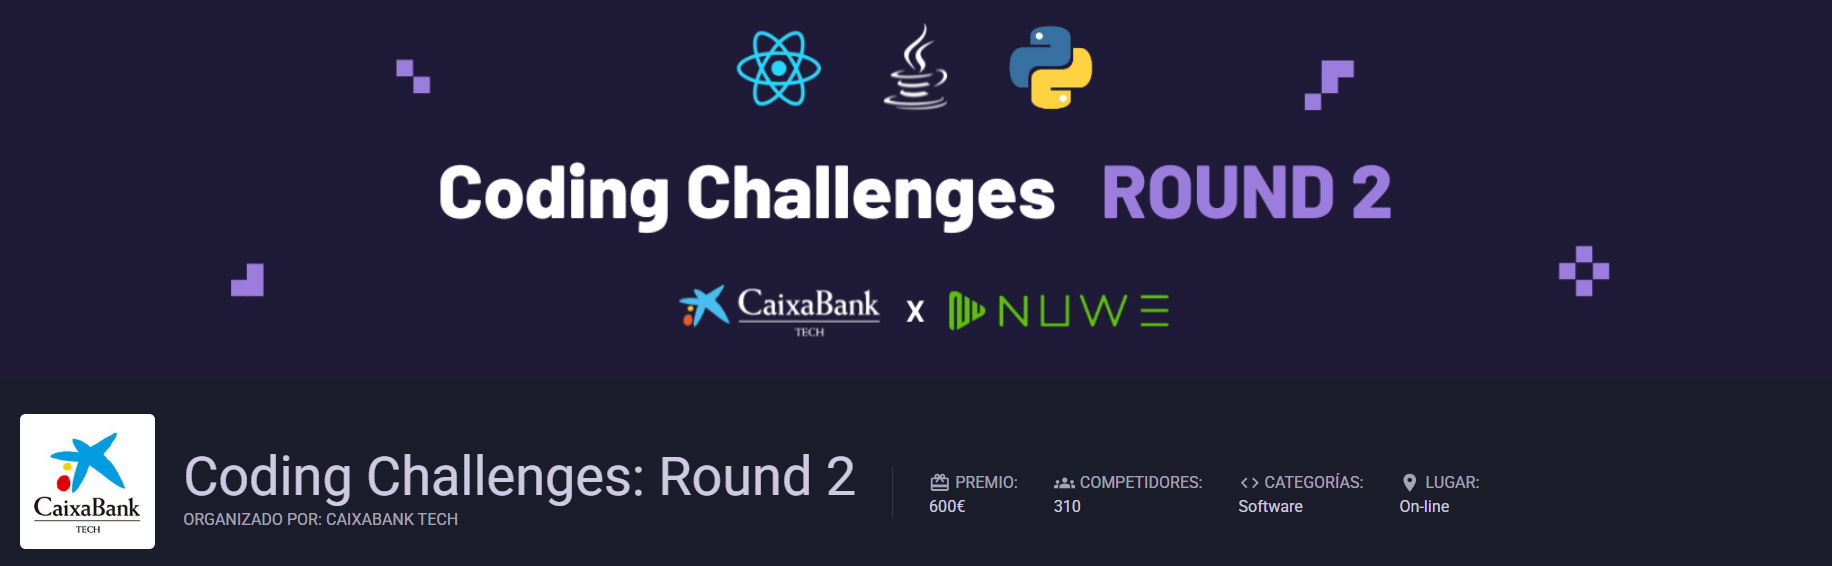 Coding Challenges ROUND 2
CaixaBank
TECH
X
NUWE
CaixaBank
TECH
Coding Challenges: Round 2
ORGANIZADO POR: CAIXABANK TECH
PREMIO:
600€
COMPETIDORES:
310
CATEGORÍAS:
Software
LUGAR:
On-line